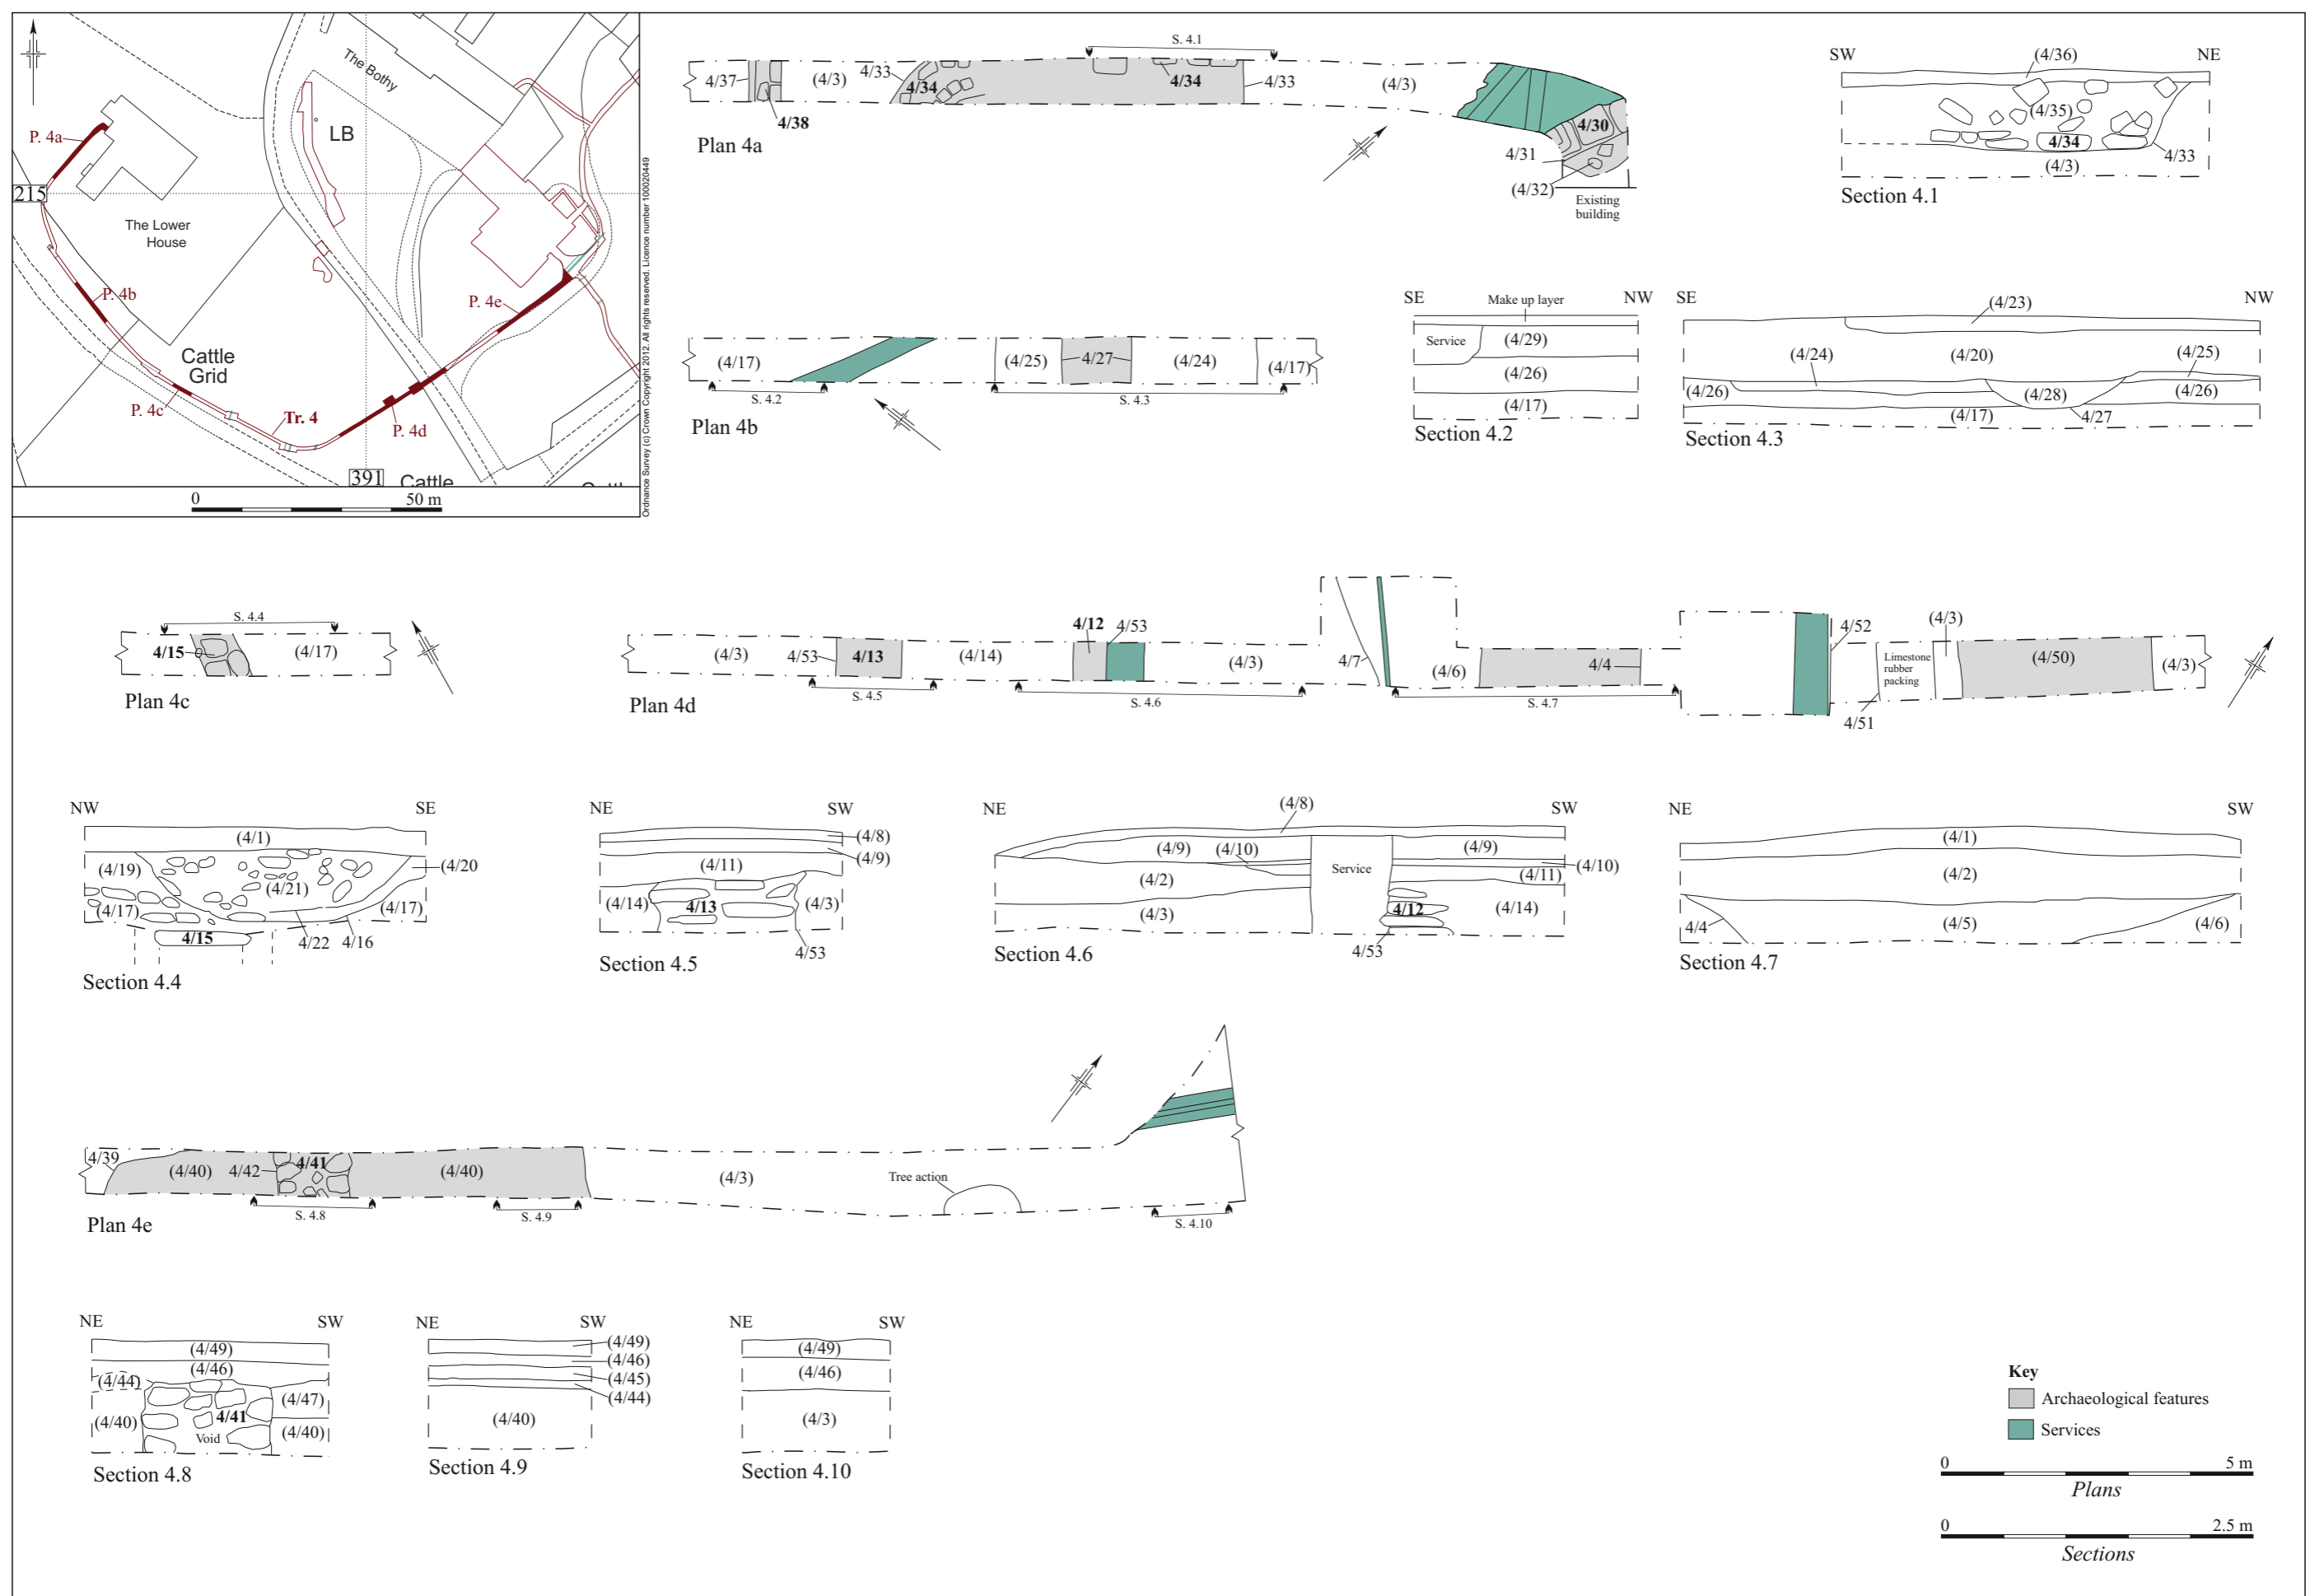 P. 4a
215
The Bothy
LB
The Lower
House
P. 4b
P. 4e
Cattle
Grid
P. 4c
Tr. 4
P. 4d
391
Cattle
0 50 m
Ordnance Survey (c) Crown Copyright 2012. All rights reserved. Licence number 100020449
S. 4.1
4/37
(4/3)
4/33
4/34
4/34
4/33
(4/3)
4/38
4/30
4/31
(4/32)
Existing
building
Plan 4a
SW NE
(4/36)
(4/35)
4/34
4/33
(4/3)
Section 4.1
(4/17)
(4/25)
4/27
(4/24)
(4/17)
S. 4.2
S. 4.3
Plan 4b
SE Make up layer NW
Service
(4/29)
(4/26)
(4/17)
Section 4.2
SE NW
(4/23)
(4/24)
(4/20)
(4/25)
(4/26)
(4/28)
(4/26)
(4/17)
4/27
Section 4.3
S. 4.4
4/15
(4/17)
Plan 4c
(4/3)
4/53
4/13
(4/14)
4/12
4/53
(4/3)
4/7
(4/6)
4/4
4/52
Limestone
rubber
packing
4/51
(4/3)
(4/50)
(4/3)
S. 4.5
S. 4.6
S. 4.7
Plan 4d
NW SE
(4/1)
(4/19)
(4/20)
(4/21)
(4/17)
(4/17)
4/15
4/22
4/16
Section 4.4
NE SW
(4/8)
(4/9)
(4/11)
(4/14)
4/13
(4/3)
4/53
Section 4.5
NE SW
(4/8)
(4/9)
(4/10)
Service
(4/9)
(4/10)
(4/2)
(4/11)
(4/3)
4/12
(4/14)
4/53
Section 4.6
NE SW
(4/1)
(4/2)
4/4
(4/5)
(4/6)
Section 4.7
4/39
(4/40)
4/42
4/41
(4/40)
(4/3)
Tree action
S. 4.8
S. 4.9
S. 4.10
Plan 4e
NE SW
(4/49)
(4/46)
(4/44)
(4/47)
(4/40)
4/41
(4/40)
Void
Section 4.8
NE SW
(4/49)
(4/46)
(4/45)
(4/44)
(4/40)
Section 4.9
NE SW
(4/49)
(4/46)
(4/3)
Section 4.10
Key
Archaeological features
Services
0 5 m
Plans
0 2.5 m
Sections